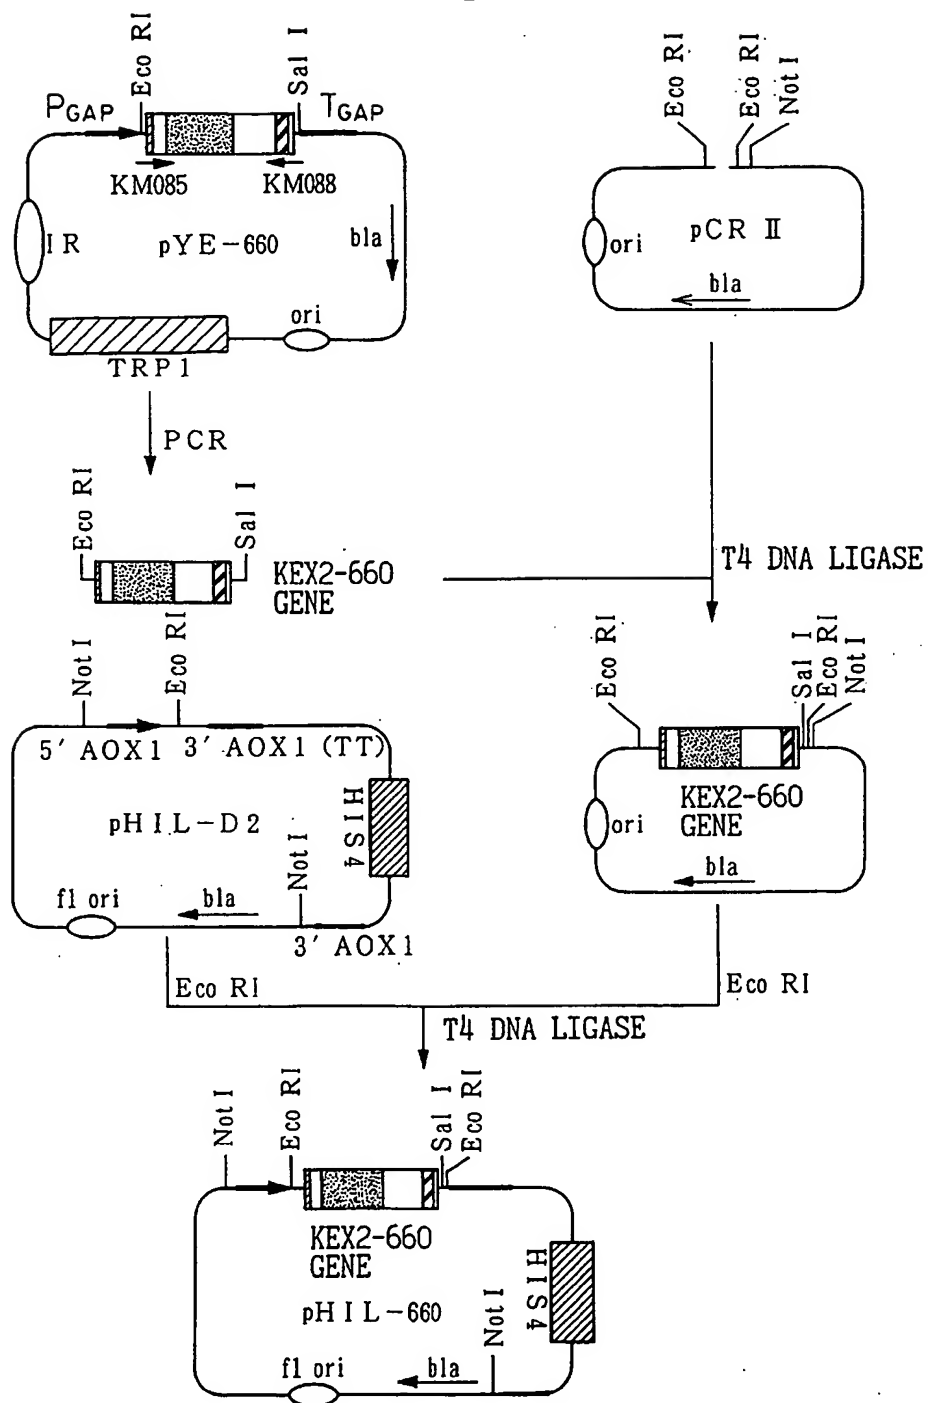 Eco RI
Sal I
PGAP
TGAP
KM085
KM088
IR
pYE-660
bla
ori
TRP1
Eco RI
Eco RI
Not I
ori
pCR II
bla
PCR
Eco RI
Sal I
KEX2-660
GENE
T4 DNA LIGASE
Not I
Eco RI
5' AOX1
3' AOX1 (TT)
pHIL-D2
HIS4
Not I
f1 ori
bla
3' AOX1
Eco RI
Sal I
Eco RI
Not I
KEX2-660
GENE
ori
bla
Eco RI
Eco RI
T4 DNA LIGASE
Not I
Eco RI
Sal I
Eco RI
KEX2-660
GENE
HIS4
pHIL-660
Not I
f1 ori
bla